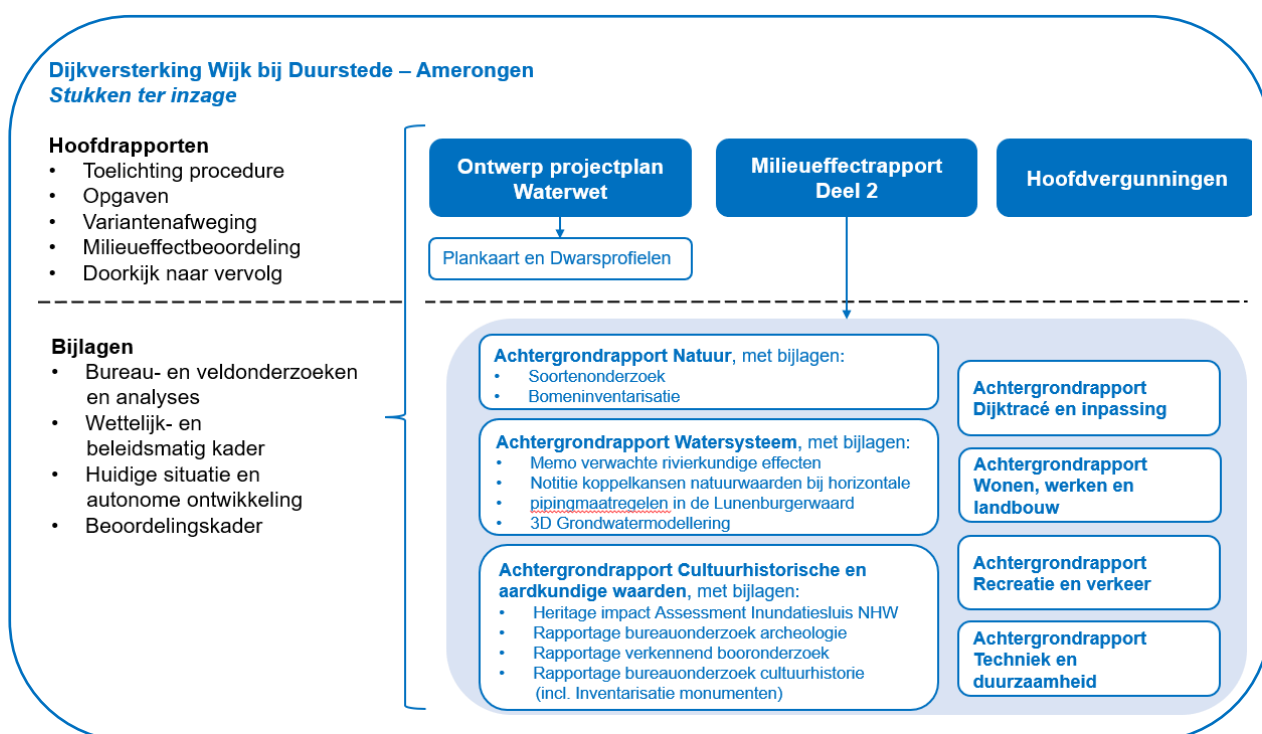 Dijkversterking Wijk bij Duurstede – Amerongen
Stukken ter inzage
Hoofdrapporten
• Toelichting procedure
• Opgaven
• Variantenafweging
• Milieueffectbeoordeling
• Doorkijk naar vervolg
Ontwerp projectplan
Waterwet
Milieueffectrapport
Deel 2
Hoofdvergunningen
Plankaart en Dwarsprofielen
Bijlagen
• Bureau- en veldonderzoeken
en analyses
• Wettelijk- en
beleidsmatig kader
• Huidige situatie en
autonome ontwikkeling
• Beoordelingskader
Achtergrondrapport Natuur, met bijlagen:
• Soortenonderzoek
• Bomeninventarisatie
Achtergrondrapport Watersysteem, met bijlagen:
• Memo verwachte rivierkundige effecten
• Notitie koppelkansen natuurwaarden bij horizontale
• pipingmaatregelen in de Lunenburgerwaard
• 3D Grondwatermodellering
Achtergrondrapport Cultuurhistorische en
aardkundige waarden, met bijlagen:
• Heritage impact Assessment Inundatiesluis NHW
• Rapportage bureauonderzoek archeologie
• Rapportage verkennend booronderzoek
• Rapportage bureauonderzoek cultuurhistorie
(incl. Inventarisatie monumenten)
Achtergrondrapport
Dijktracé en inpassing
Achtergrondrapport
Wonen, werken en
landbouw
Achtergrondrapport
Recreatie en verkeer
Achtergrondrapport
Techniek en
duurzaamheid